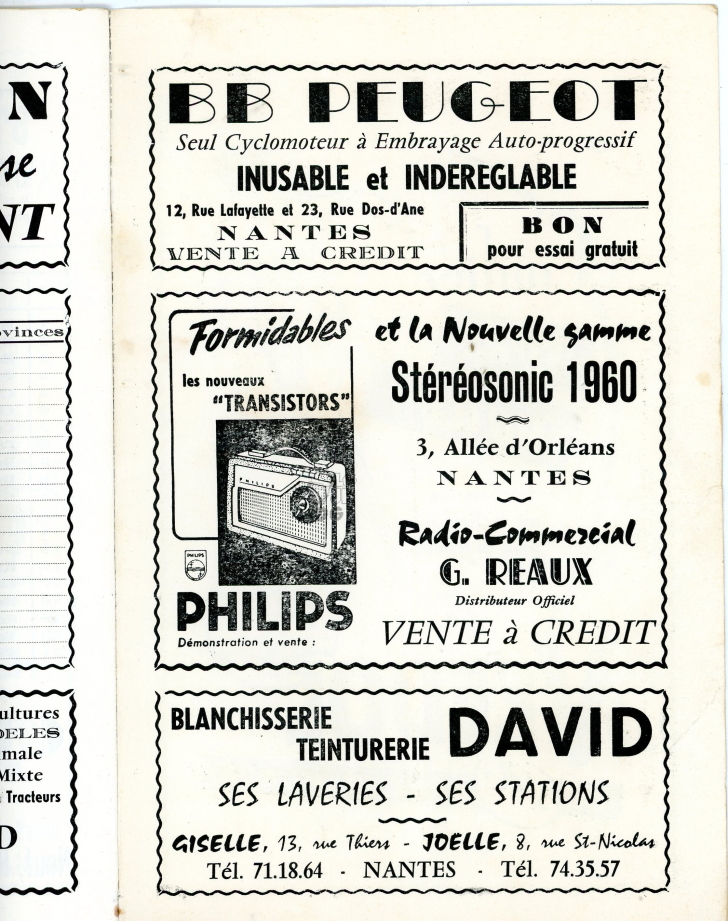 N
se
NT
ovinces
ultures
DELES
male
Mixte
Tracteurs
D
BB PEUGEOT
Seul Cyclomoteur à Embrayage Auto-progressif
INUSABLE et INDEREGLABLE
12, Rue Lafayette et 23, Rue Dos-d'Ane
NANTES
VENTE A CREDIT
BON
pour essai gratuit
Formidables
les nouveaux
"TRANSISTORS"
PHILIPS
PHILIPS
PHILIPS
Démonstration et vente :
et la Nouvelle gamme
Stéréosonic 1960
3, Allée d'Orléans
NANTES
Radio-Commercial
G. REAUX
Distributeur Officiel
VENTE à CREDIT
BLANCHISSERIE
TEINTURERIE DAVID
SES LAVERIES - SES STATIONS
GISELLE, 13, rue Thiers - JOELLE, 8, rue St-Nicolas
Tél. 71.18.64 - NANTES - Tél. 74.35.57